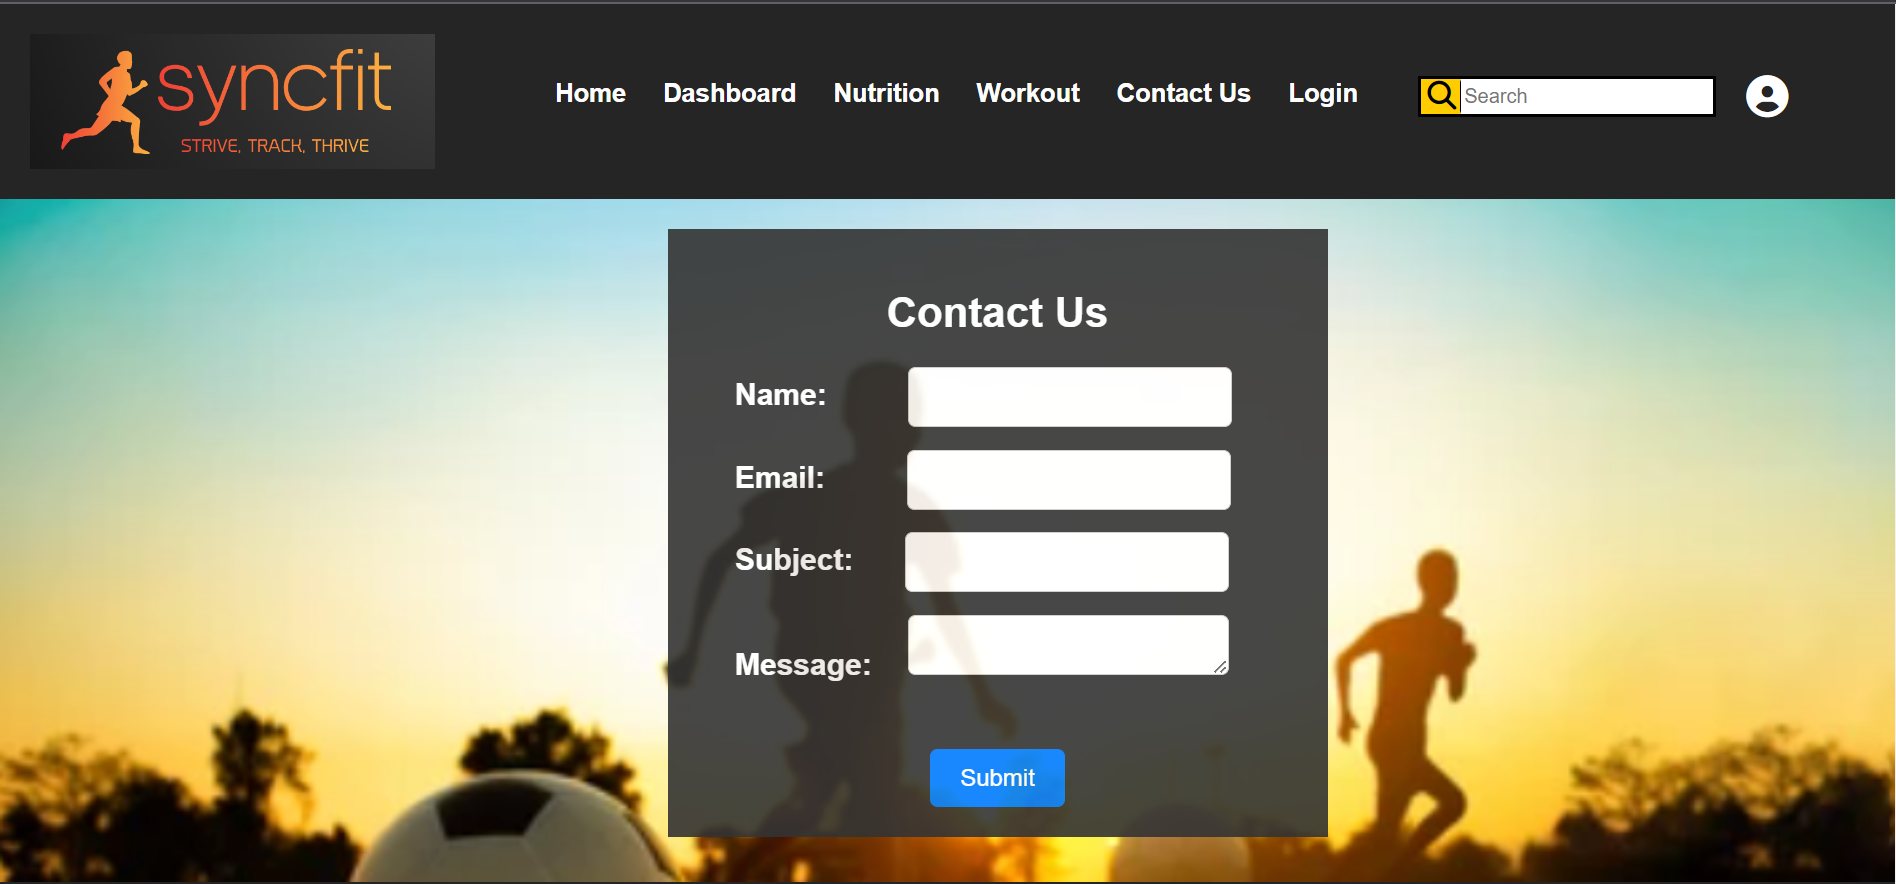 syncfit
STRIVE, TRACK, THRIVE
Home Dashboard Nutrition Workout Contact Us Login Search
Contact Us
Name:
Email:
Subject:
Message:
Submit